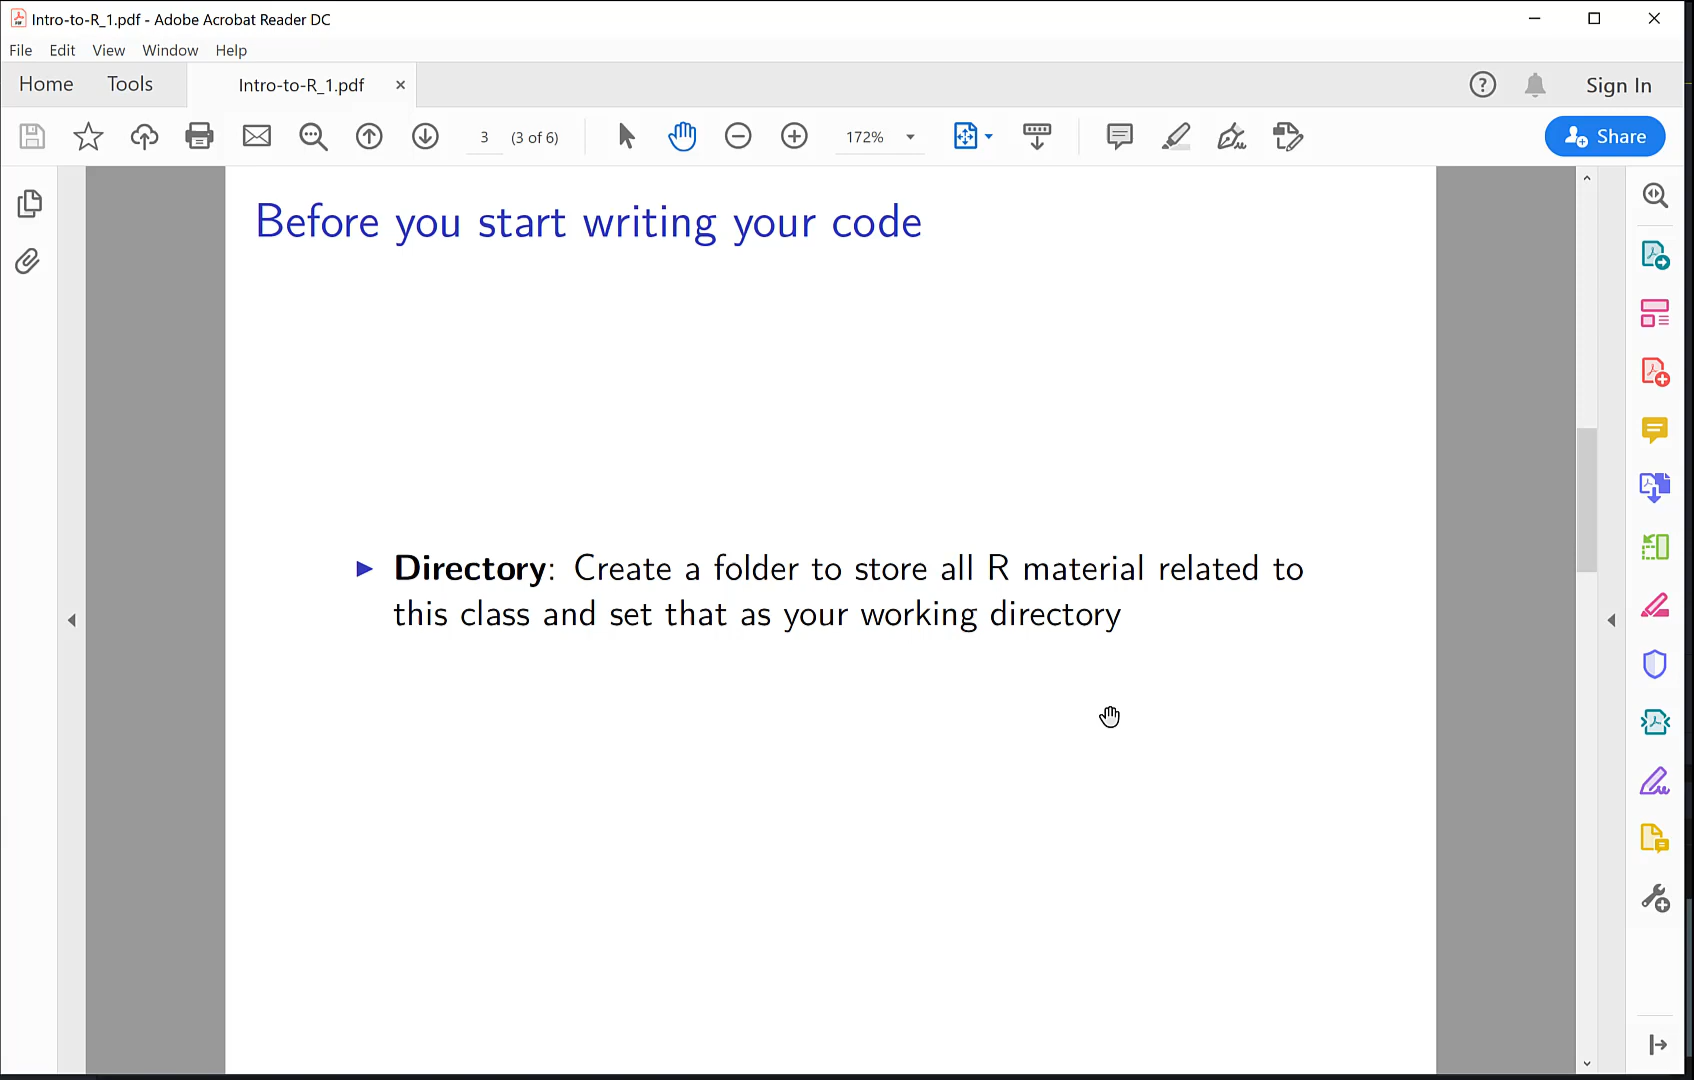 Intro-to-R_1.pdf - Adobe Acrobat Reader DC
File Edit View Window Help
Home Tools Intro-to-R_1.pdf Sign In
3 (3 of 6) 172% Share
Before you start writing your code
Directory: Create a folder to store all R material related to
this class and set that as your working directory